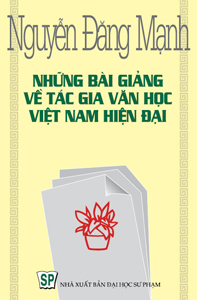 Nguyễn Đăng Mạnh
NHỮNG BÀI GIẢNG
VỀ TÁC GIA VĂN HỌC
VIỆT NAM HIỆN ĐẠI
SP
NHÀ XUẤT BẢN ĐẠI HỌC SƯ PHẠM